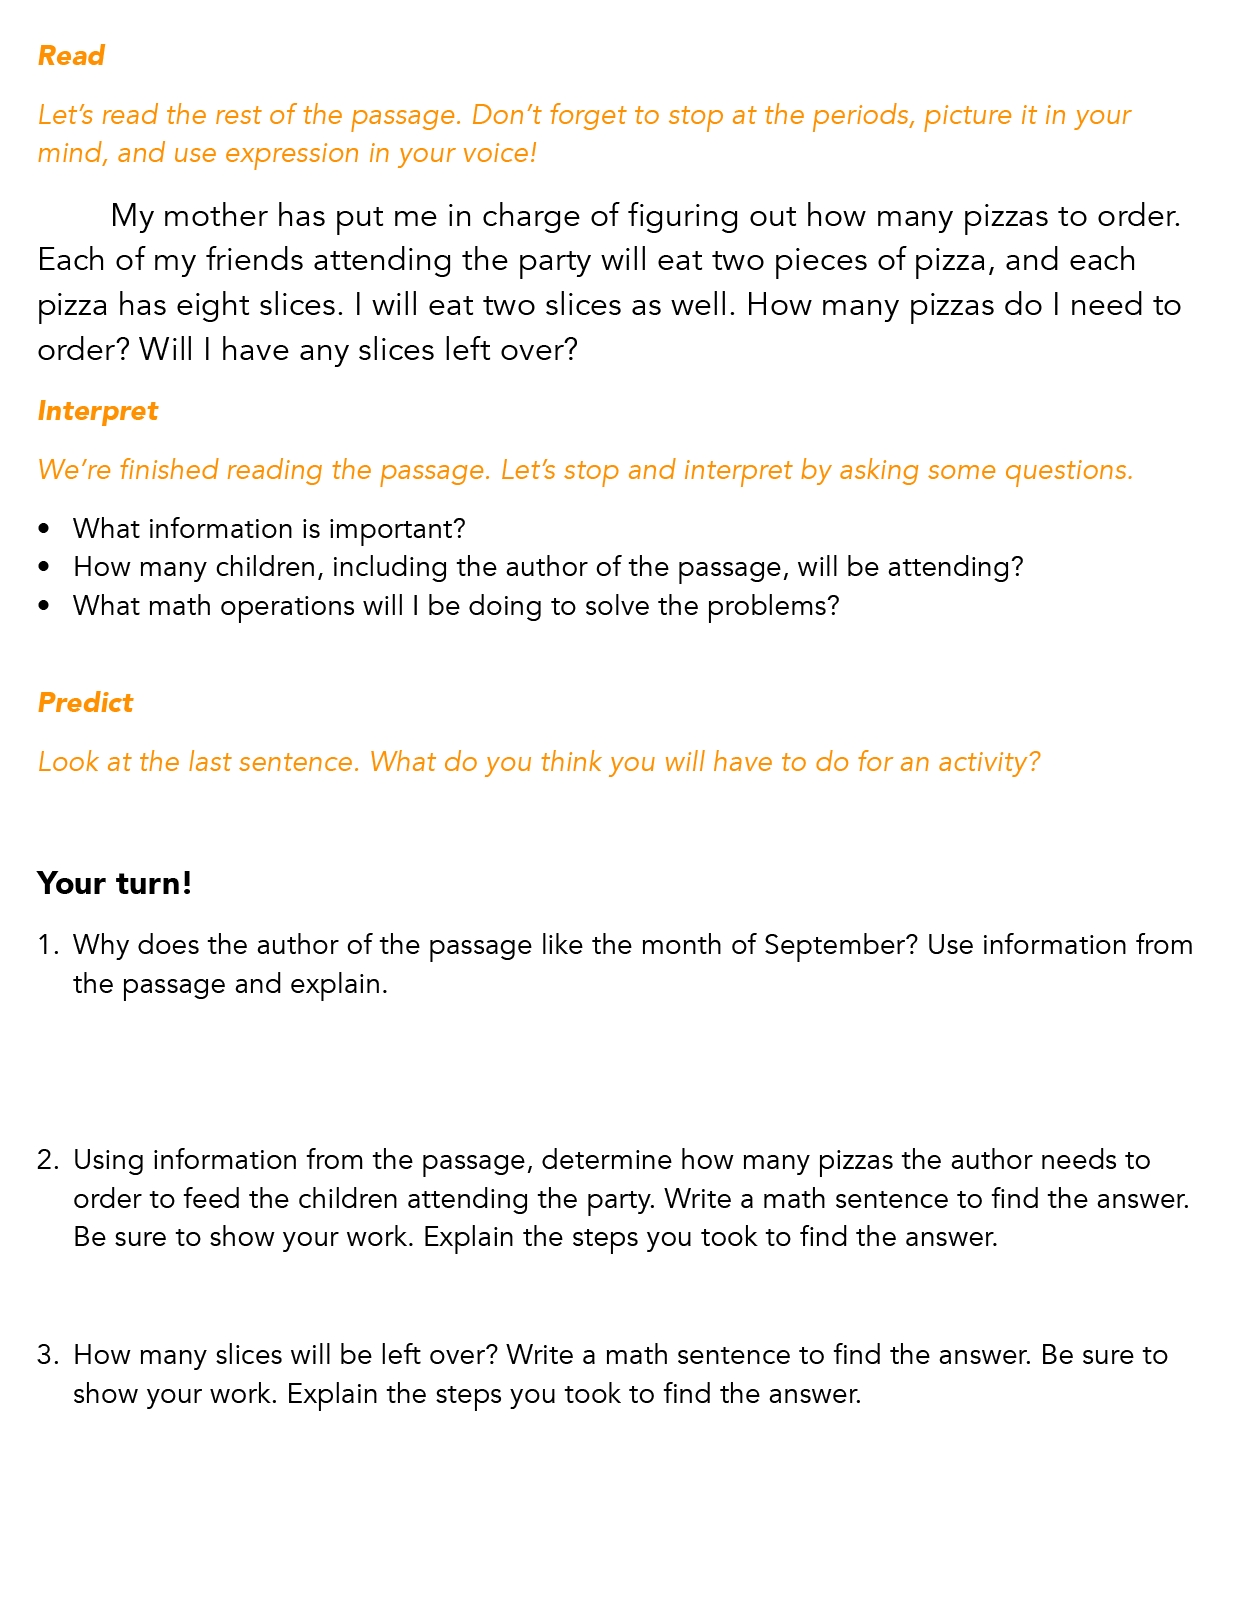 Read
Let’s read the rest of the passage. Don’t forget to stop at the periods, picture it in your
mind, and use expression in your voice!
My mother has put me in charge of figuring out how many pizzas to order.
Each of my friends attending the party will eat two pieces of pizza, and each
pizza has eight slices. I will eat two slices as well. How many pizzas do I need to
order? Will I have any slices left over?
Interpret
We’re finished reading the passage. Let’s stop and interpret by asking some questions.
• What information is important?
• How many children, including the author of the passage, will be attending?
• What math operations will I be doing to solve the problems?
Predict
Look at the last sentence. What do you think you will have to do for an activity?
Your turn!
1. Why does the author of the passage like the month of September? Use information from
the passage and explain.
2. Using information from the passage, determine how many pizzas the author needs to
order to feed the children attending the party. Write a math sentence to find the answer.
Be sure to show your work. Explain the steps you took to find the answer.
3. How many slices will be left over? Write a math sentence to find the answer. Be sure to
show your work. Explain the steps you took to find the answer.